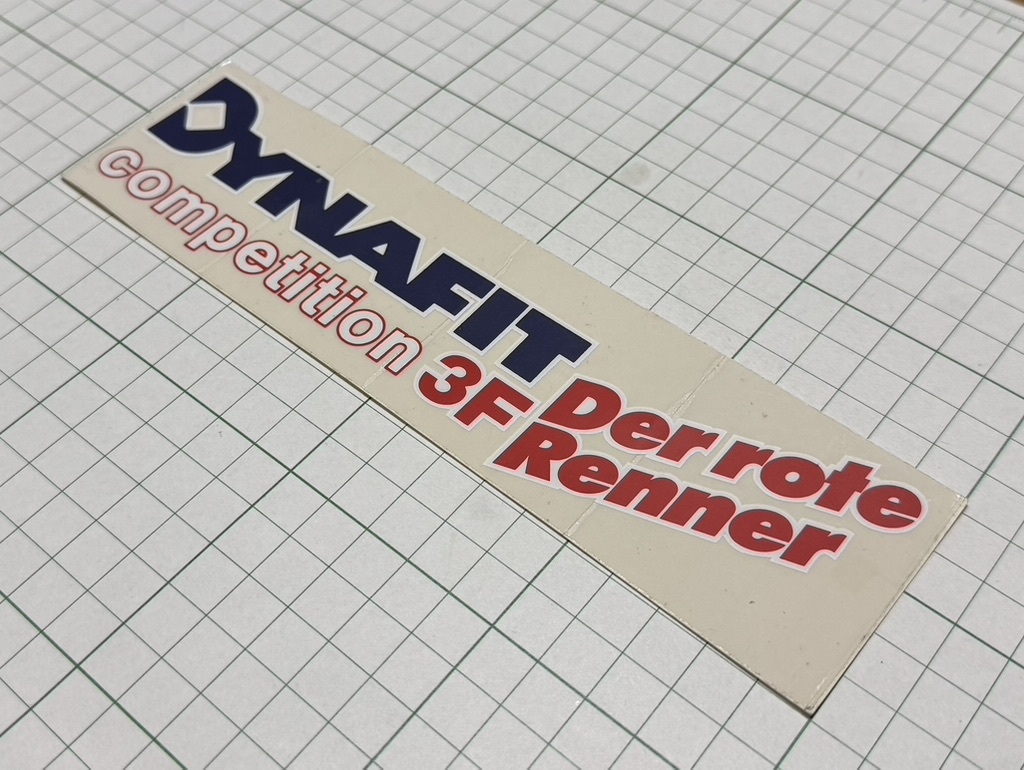 DYNAFIT
competition 3F
Der rote
Renner